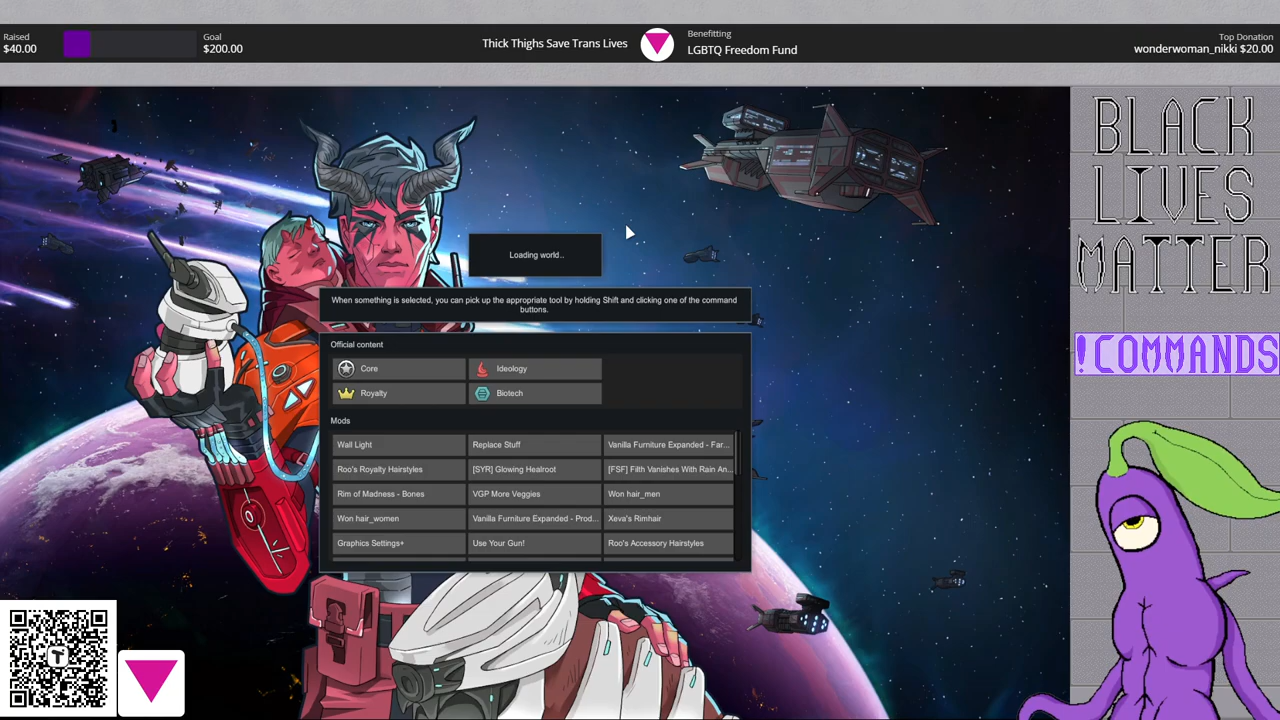 Raised
$40.00
Goal
$200.00
Thick Thighs Save Trans Lives
Benefitting
LGBTQ Freedom Fund
Top Donation
wonderwoman_nikki $20.00
BLACK
LIVES
MATTER
!COMMANDS
Loading world..
When something is selected, you can pick up the appropriate tool by holding Shift and clicking one of the command
buttons.
Official content
Core
Ideology
Royalty
Biotech
Mods
Wall Light
Replace Stuff
Vanilla Furniture Expanded - Far...
Roo's Royalty Hairstyles
[SYR] Glowing Healroot
[FSF] Filth Vanishes With Rain An...
Rim of Madness - Bones
VGP More Veggies
Won hair_men
Won hair_women
Vanilla Furniture Expanded - Prod...
Xeva's Rimhair
Graphics Settings+
Use Your Gun!
Roo's Accessory Hairstyles
T